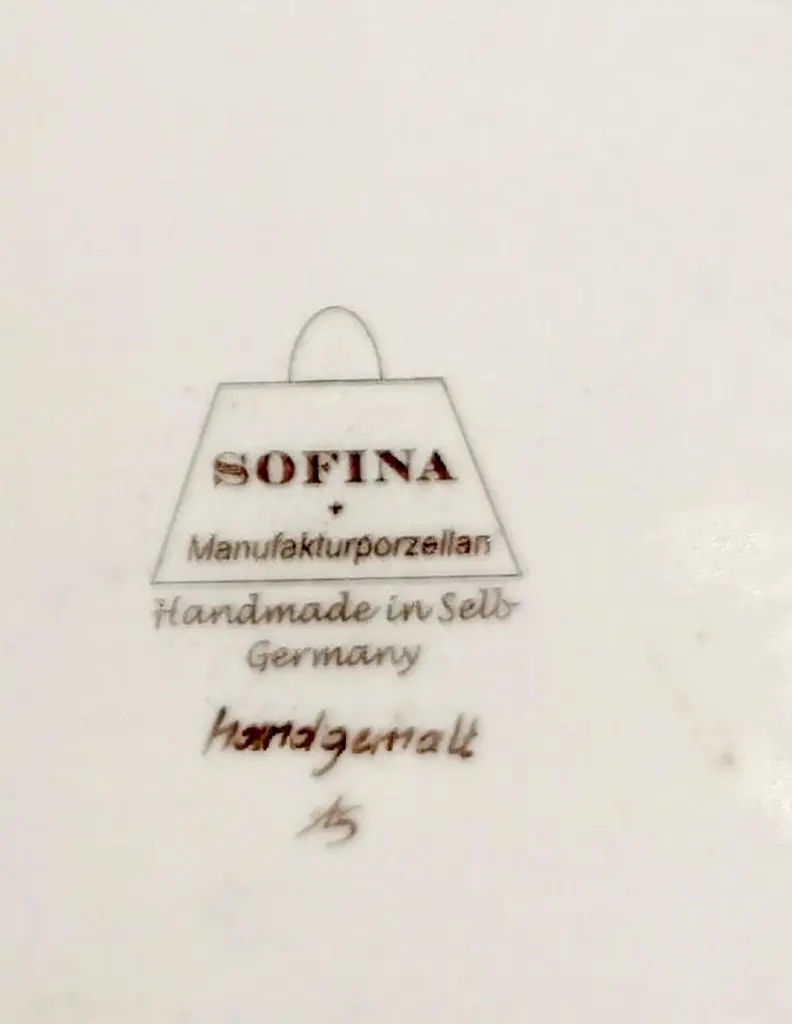 SOFINA
+
Manufakturporzellan
Handmade in Selb
Germany
Handgemalt